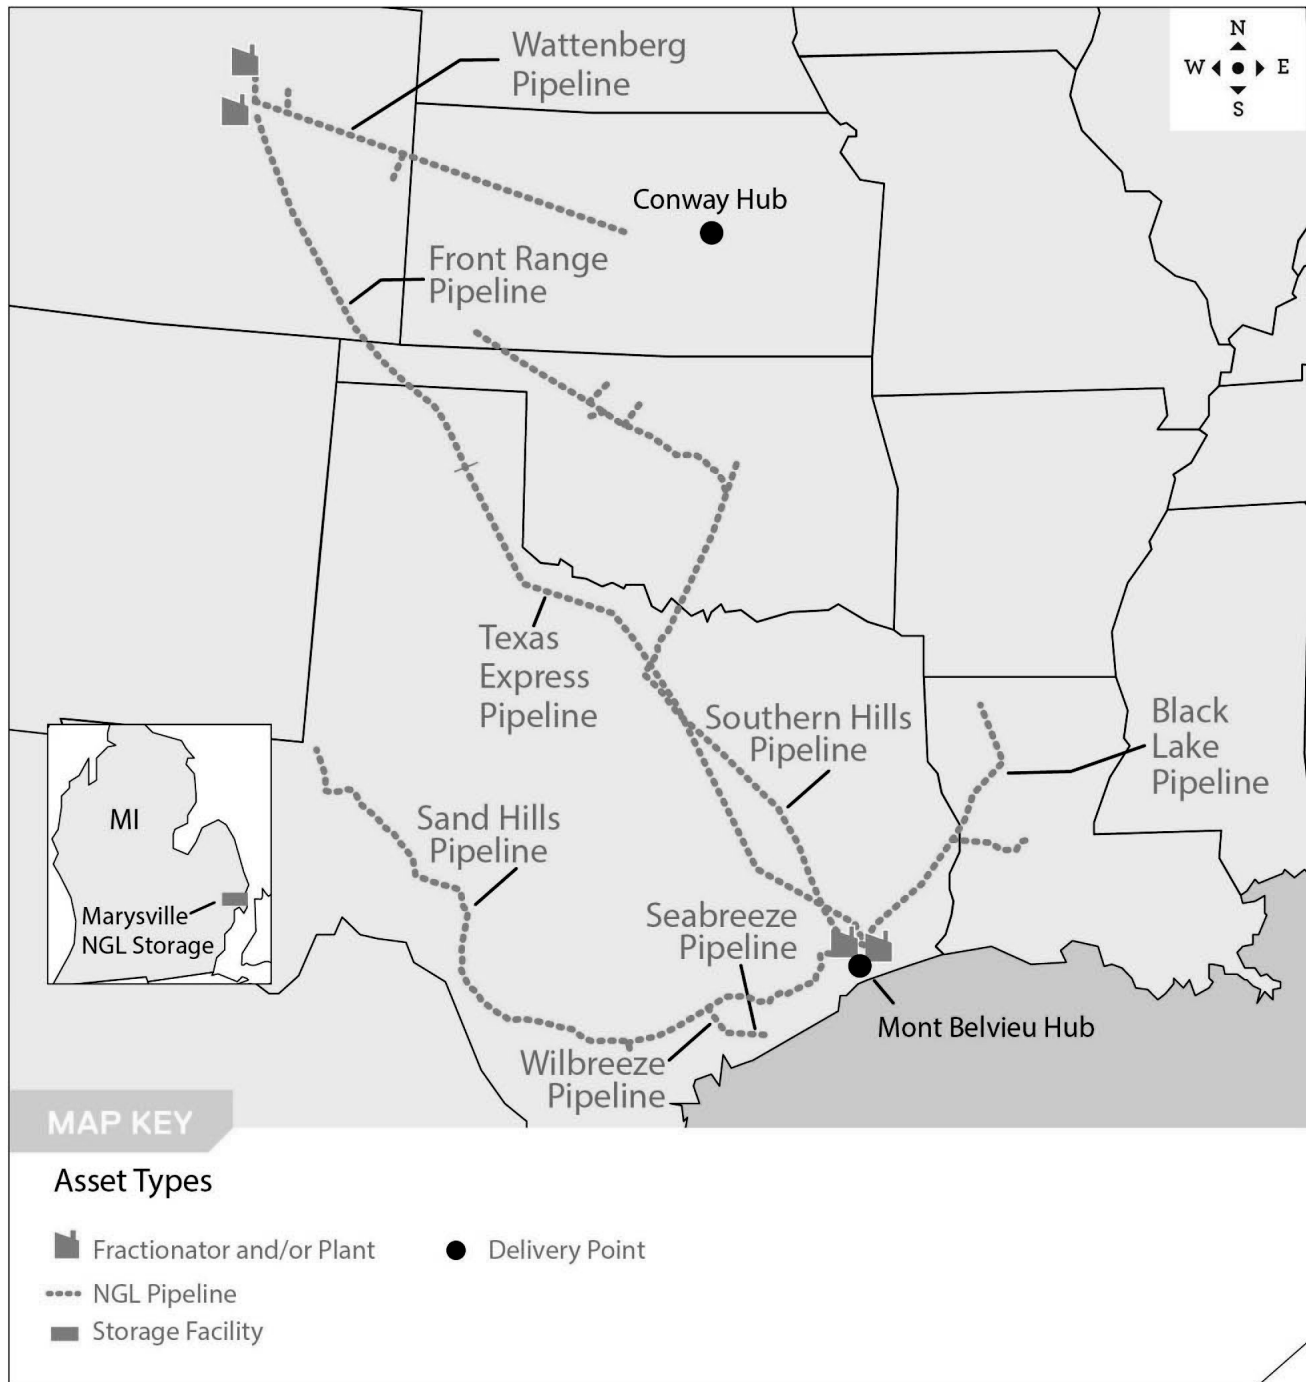 N
W E
S
Wattenberg
Pipeline
Conway Hub
Front Range
Pipeline
Texas
Express
Pipeline
Southern Hills
Pipeline
Black
Lake
Pipeline
MI
Marysville
NGL Storage
Sand Hills
Pipeline
Seabreeze
Pipeline
Mont Belvieu Hub
Wilbreeze
Pipeline
MAP KEY
Asset Types
Fractionator and/or Plant
Delivery Point
NGL Pipeline
Storage Facility